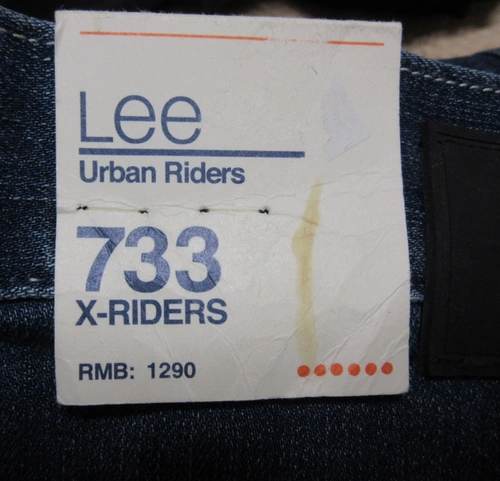 Lee
Urban Riders
733
X-RIDERS
RMB: 1290